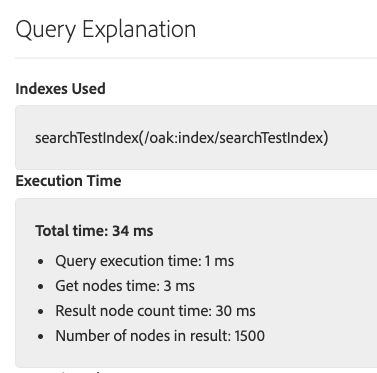 Query Explanation
Indexes Used
searchTestIndex(/oak:index/searchTestIndex)
Execution Time
Total time: 34 ms
• Query execution time: 1 ms
• Get nodes time: 3 ms
• Result node count time: 30 ms
• Number of nodes in result: 1500